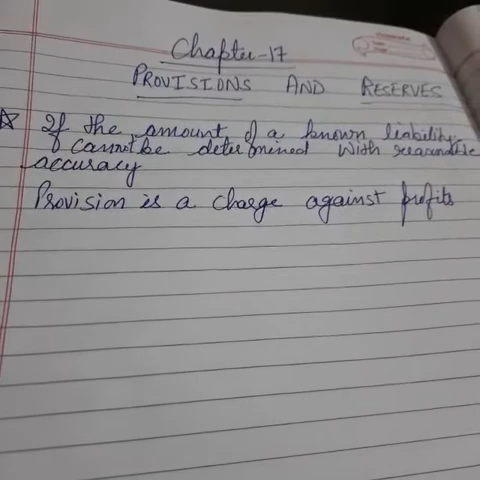 Chapter-17
PROVISIONS AND RESERVES
☆ If the amount of a known liability
cannot be determined with reasonable
accuracy
Provision is a charge against profits